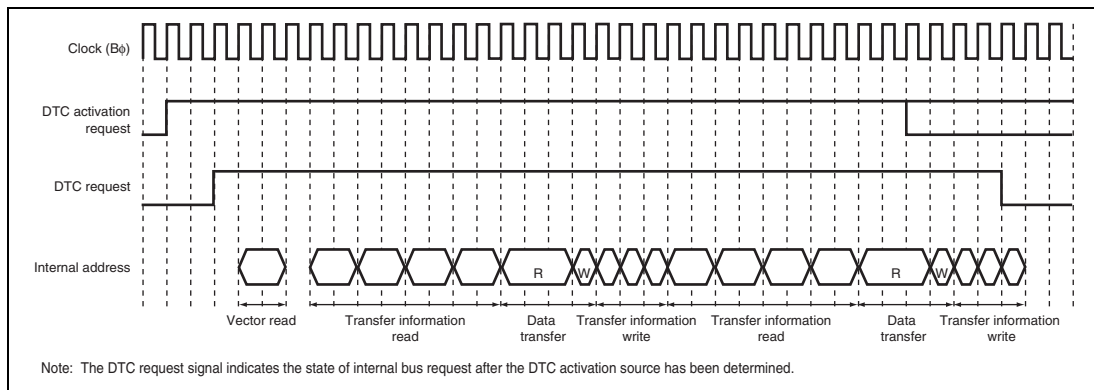 Clock (Bφ)
DTC activation
request
DTC request
Internal address
R
W
R
W
Vector read
Transfer information
read
Data
transfer
Transfer information
write
Transfer information
read
Data
transfer
Transfer information
write
Note: The DTC request signal indicates the state of internal bus request after the DTC activation source has been determined.